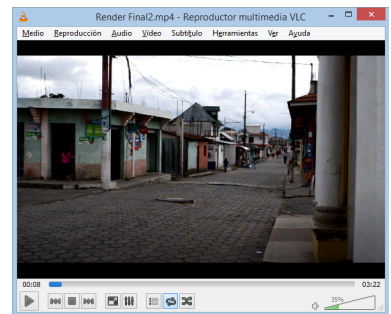 Render Final2.mp4 - Reproductor multimedia VLC
Medio Reproducción Audio Vídeo Subtítulo Herramientas Ver Ayuda
00:08 03:22
35%